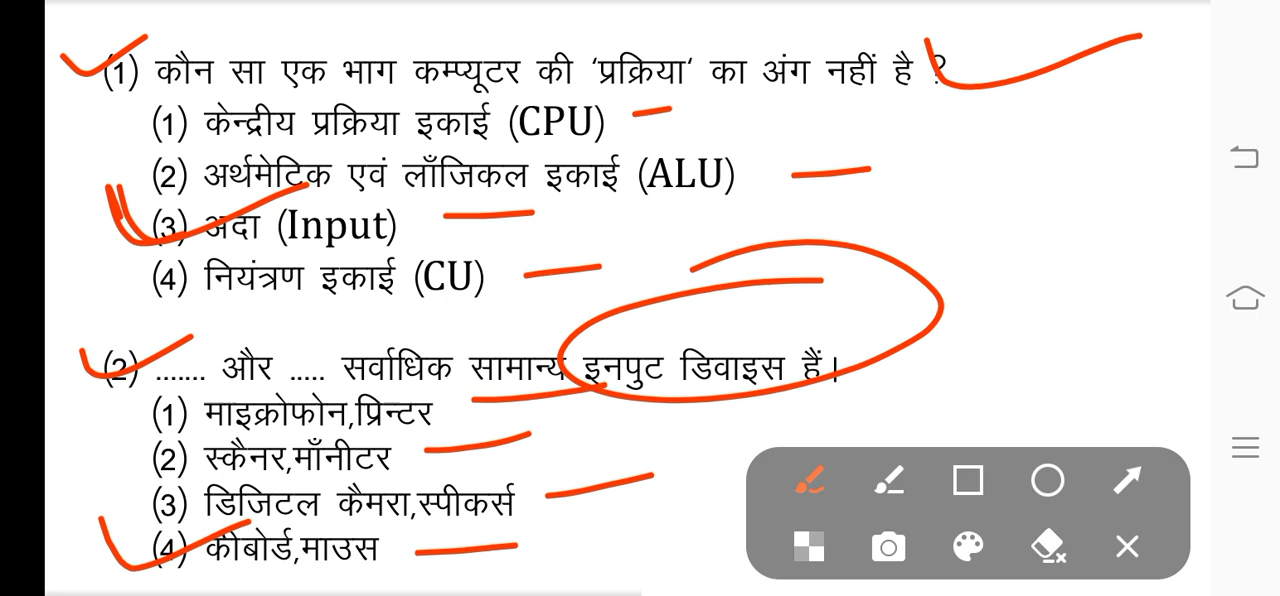 (1) कौन सा एक भाग कम्प्यूटर की ‘प्रक्रिया‘ का अंग नहीं है ?
(1) केन्द्रीय प्रक्रिया इकाई (CPU)
(2) अर्थमेटिक एवं लॉंजिकल इकाई (ALU)
(3) अदा (Input)
(4) नियंत्रण इकाई (CU)
(2) ....... और ..... सर्वाधिक सामान्य इनपुट डिवाइस हैं।
(1) माइक्रोफोन,प्रिन्टर
(2) स्कैनर,मॉंनीटर
(3) डिजिटल कैमरा,स्पीकर्स
(4) कीबोर्ड,माउस